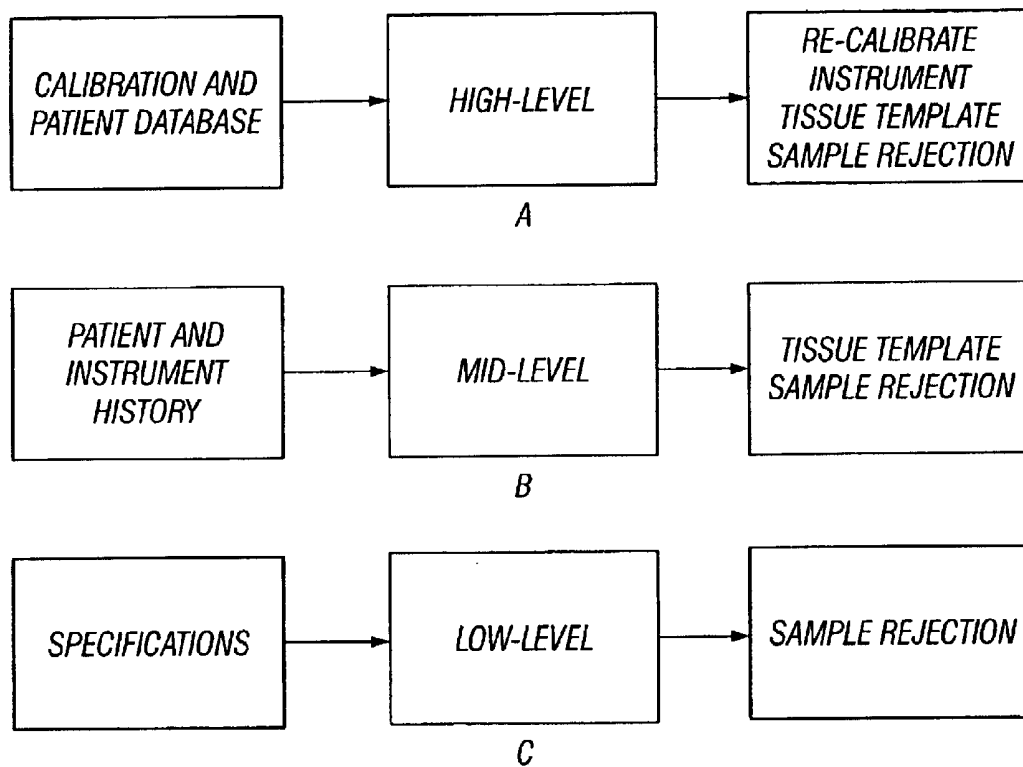 CALIBRATION AND
PATIENT DATABASE
HIGH-LEVEL
RE-CALIBRATE
INSTRUMENT
TISSUE TEMPLATE
SAMPLE REJECTION
A
PATIENT AND
INSTRUMENT
HISTORY
MID-LEVEL
TISSUE TEMPLATE
SAMPLE REJECTION
B
SPECIFICATIONS
LOW-LEVEL
SAMPLE REJECTION
C